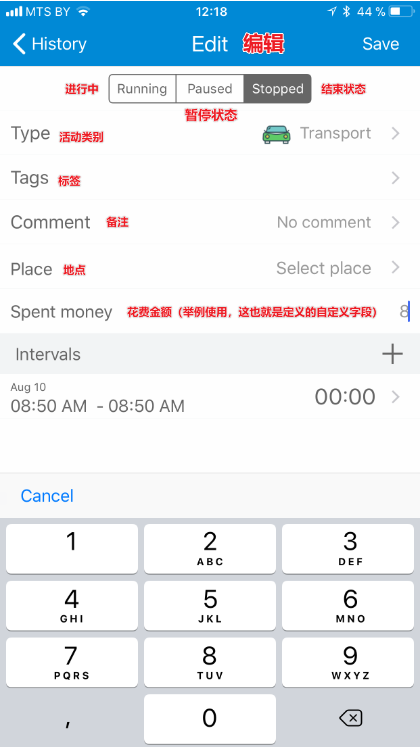 MTS BY 12:18 44 %
History Edit 编辑 Save
进行中 Running Paused Stopped 结束状态
暂停状态
Type 活动类别 Transport
Tags 标签
Comment 备注 No comment
Place 地点 Select place
Spent money 花费金额（举例使用，这也就是定义的自定义字段） 8
Intervals
Aug 10
08:50 AM - 08:50 AM 00:00
Cancel
1 2 3
ABC DEF
4 5 6
GHI JKL MNO
7 8 9
PQRS TUV WXYZ
, 0